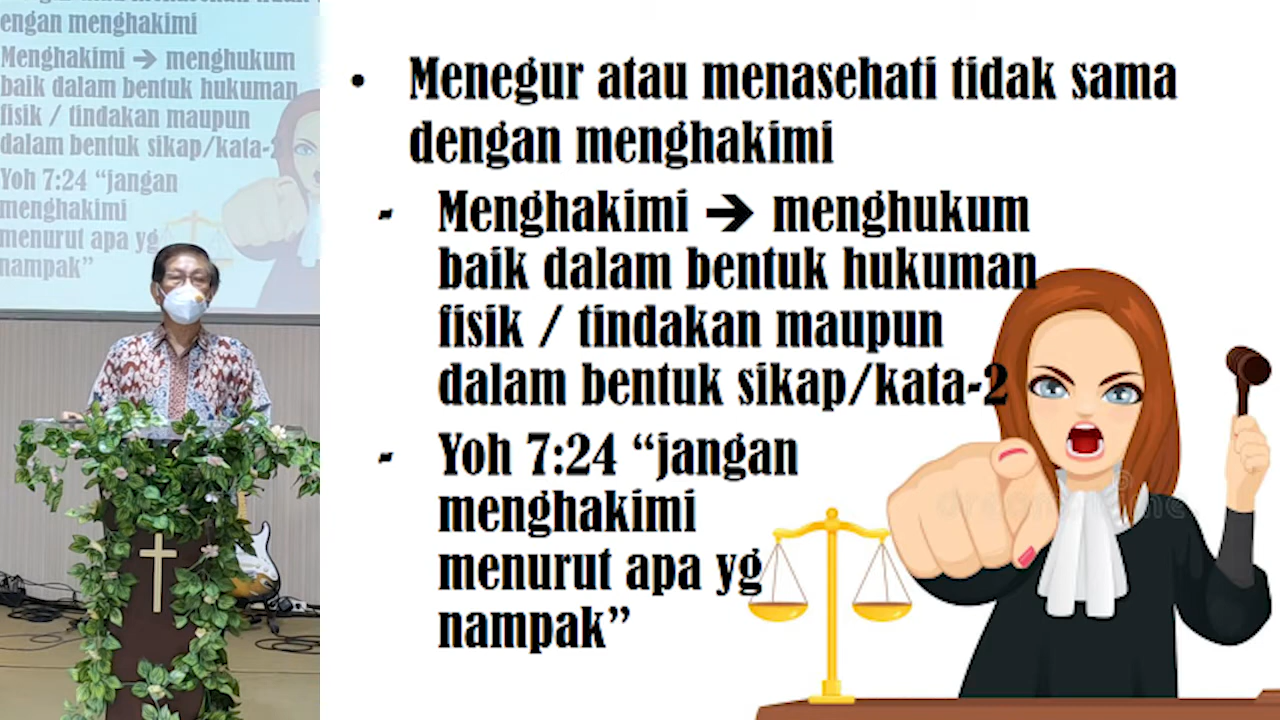 engan menghakimi
Menghakimi ➔ menghukum
baik dalam bentuk hukuman
fisik / tindakan maupun
dalam bentuk sikap/kata-2
Yoh 7:24 “jangan
menghakimi
menurut apa yg
nampak”
• Menegur atau menasehati tidak sama
dengan menghakimi
- Menghakimi ➔ menghukum
baik dalam bentuk hukuman
fisik / tindakan maupun
dalam bentuk sikap/kata-2
- Yoh 7:24 “jangan
menghakimi
menurut apa yg
nampak”